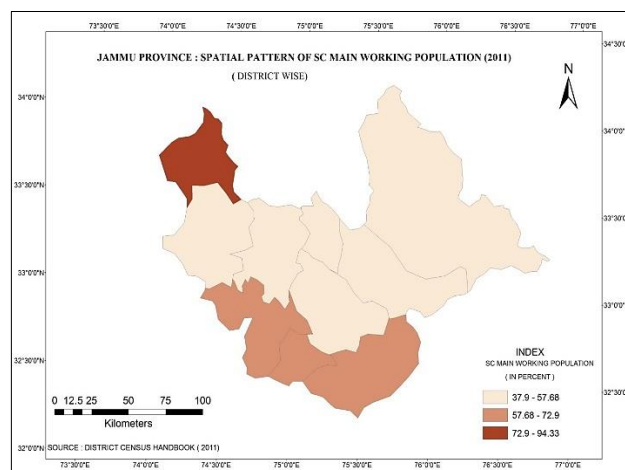 73°30'0"E 74°0'0"E 74°30'0"E 75°0'0"E 75°30'0"E 76°0'0"E 76°30'0"E 77°0'0"E
JAMMU PROVINCE : SPATIAL PATTERN OF SC MAIN WORKING POPULATION (2011)
( DISTRICT WISE)
N
34°30'0"N
34°0'0"N 34°0'0"N
33°30'0"N 33°30'0"N
33°0'0"N 33°0'0"N
32°30'0"N 32°30'0"N
32°0'0"N
INDEX
SC MAIN WORKING POPULATION
( IN PERCENT )
37.9 - 57.68
57.68 - 72.9
72.9 - 94.33
0 12.5 25 50 75 100
Kilometers
SOURCE : DISTRICT CENSUS HANDBOOK ( 2011)
73°30'0"E 74°0'0"E 74°30'0"E 75°0'0"E 75°30'0"E 76°0'0"E 76°30'0"E 77°0'0"E